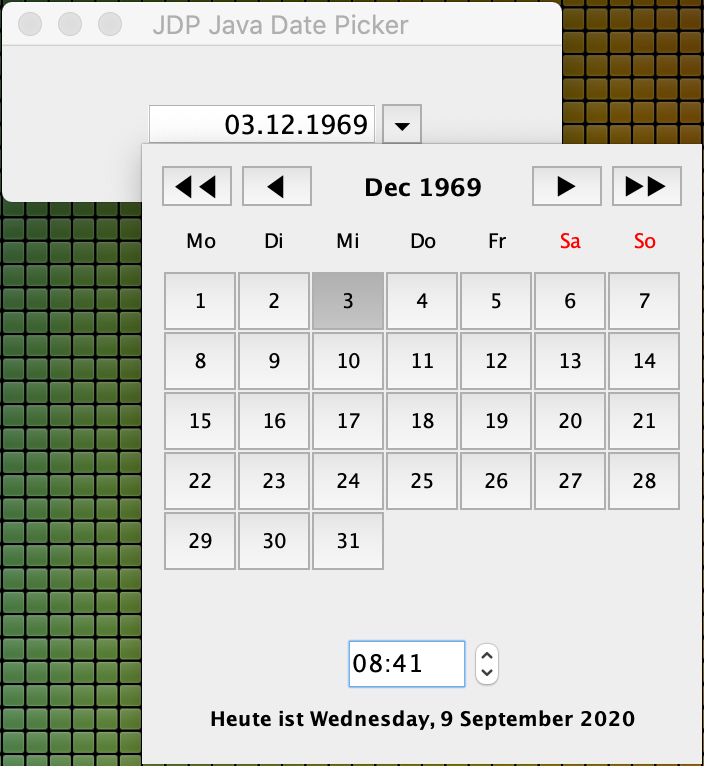 JDP Java Date Picker
03.12.1969
Dec 1969
Mo Di Mi Do Fr Sa So
1 2 3 4 5 6 7
8 9 10 11 12 13 14
15 16 17 18 19 20 21
22 23 24 25 26 27 28
29 30 31
08:41
Heute ist Wednesday, 9 September 2020